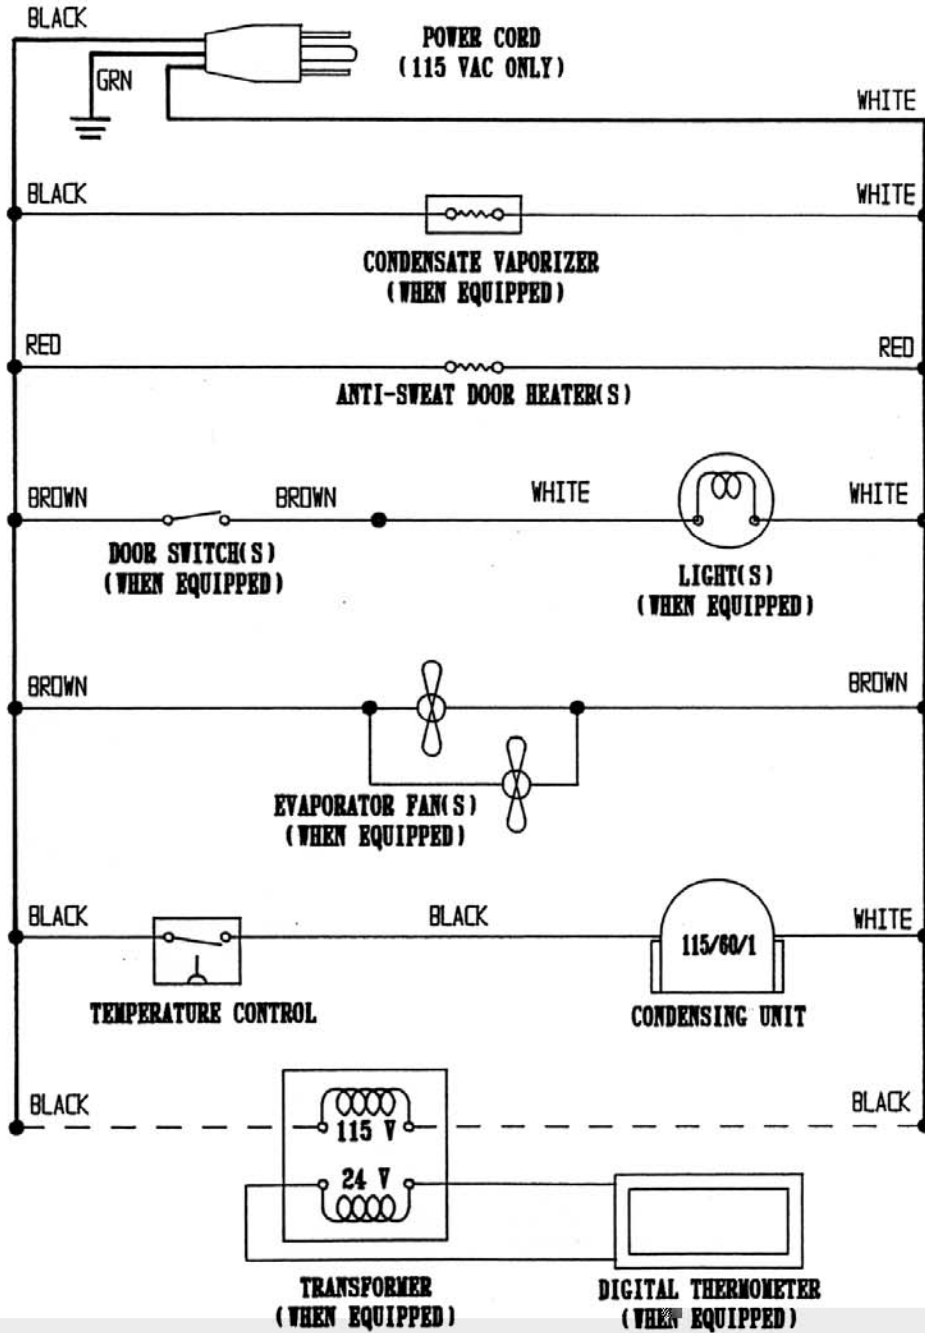 BLACK
POWER CORD
(115 VAC ONLY)
GRN
WHITE
BLACK
WHITE
CONDENSATE VAPORIZER
(WHEN EQUIPPED)
RED
RED
ANTI-SWEAT DOOR HEATER(S)
BROWN
BROWN
WHITE
WHITE
DOOR SWITCH(S)
(WHEN EQUIPPED)
LIGHT(S)
(WHEN EQUIPPED)
BROWN
BROWN
EVAPORATOR FAN(S)
(WHEN EQUIPPED)
BLACK
BLACK
WHITE
115/60/1
TEMPERATURE CONTROL
CONDENSING UNIT
BLACK
BLACK
115 V
24 V
TRANSFORMER
(WHEN EQUIPPED)
DIGITAL THERMOMETER
(WHEN EQUIPPED)